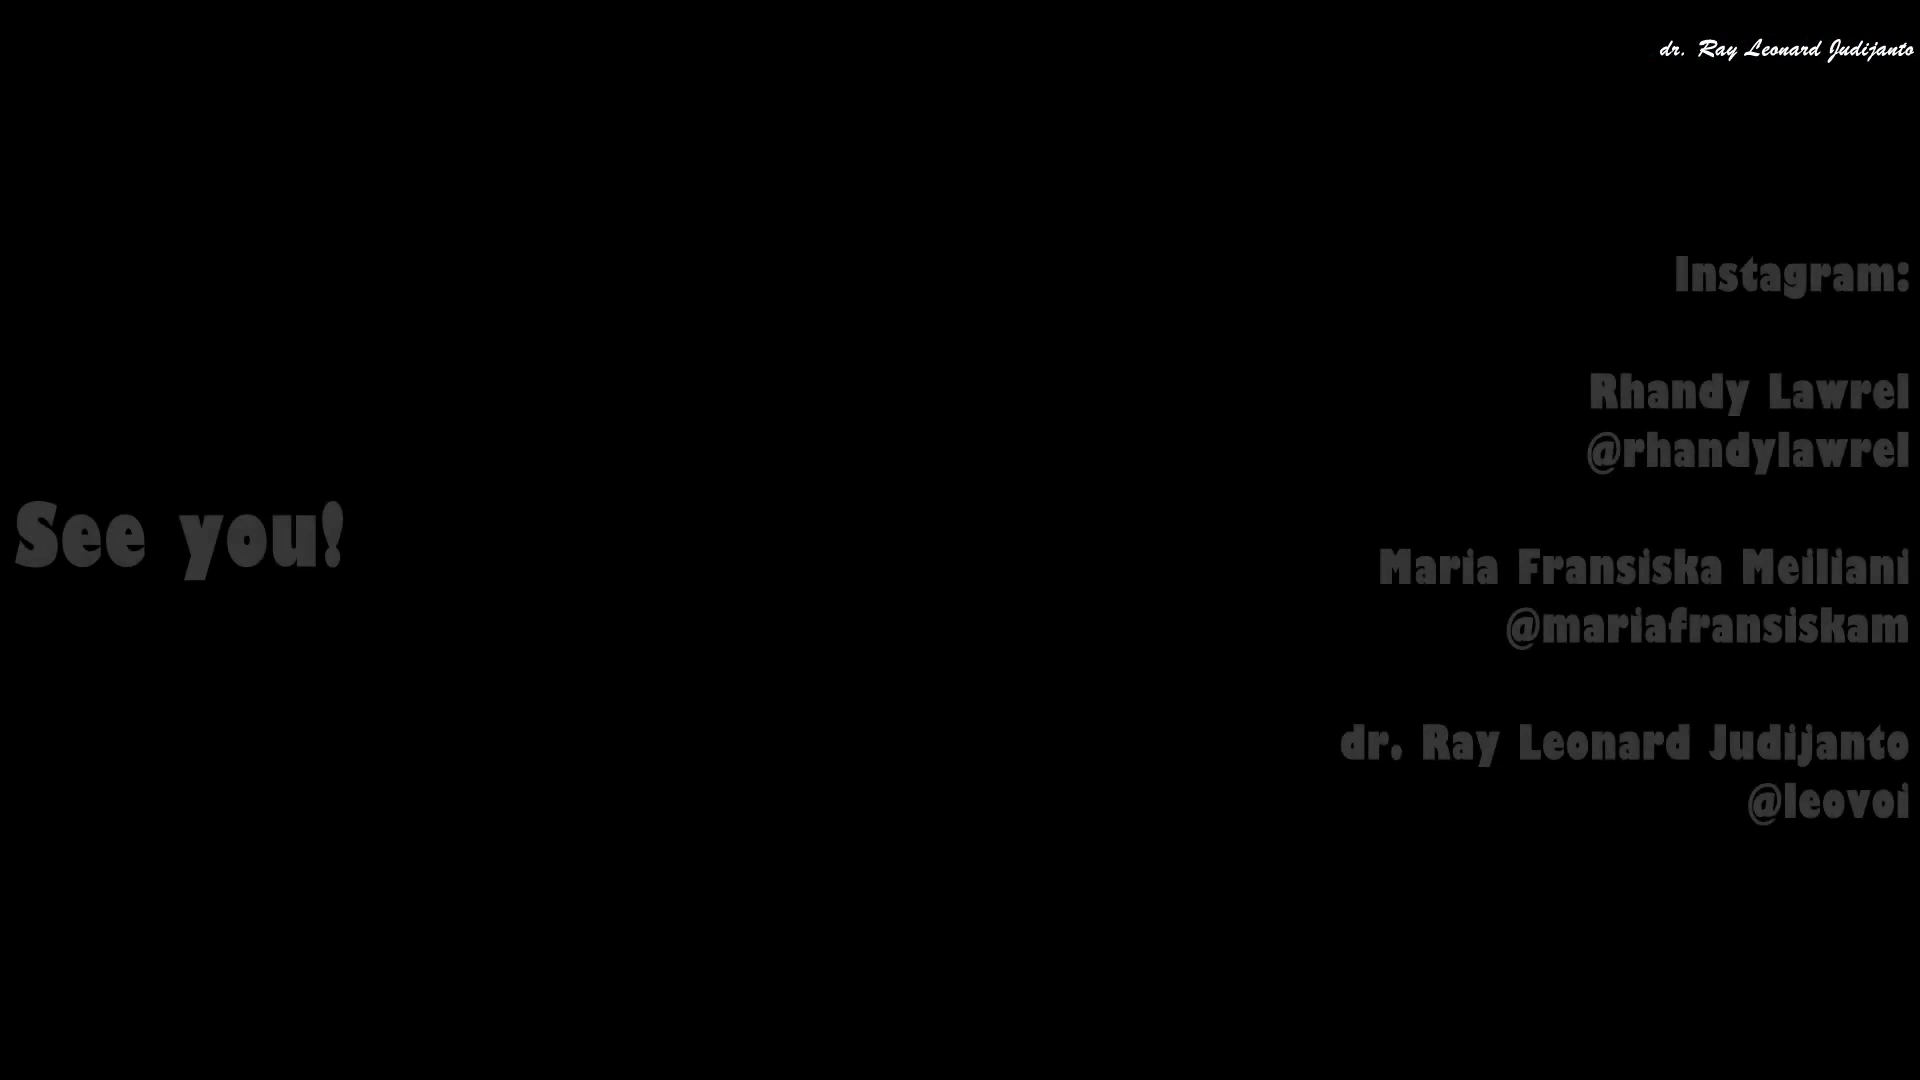 dr. Ray Leonard Judijanto
Instagram:
Rhandy Lawrel
@rhandylawrel
See you!
Maria Fransiska Meiliani
@mariafransiskam
dr. Ray Leonard Judijanto
@leovoi